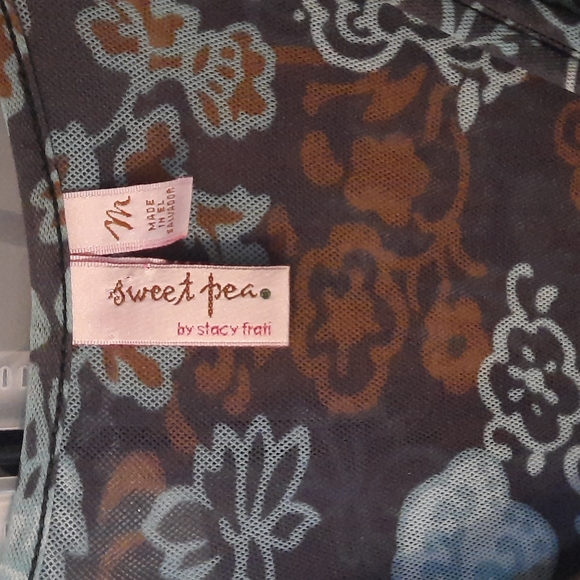 M
MADE
IN EL
SALVADOR
sweet pea.
by stacy frati